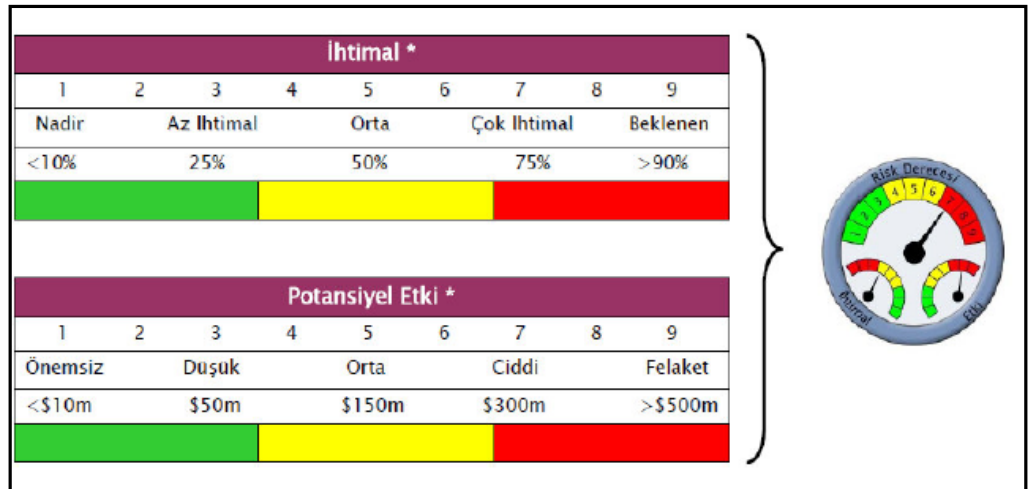 İhtimal *
1 2 3 4 5 6 7 8 9
Nadir Az Ihtimal Orta Çok Ihtimal Beklenen
<10% 25% 50% 75% >90%
Potansiyel Etki *
1 2 3 4 5 6 7 8 9
Önemsiz Düşük Orta Ciddi Felaket
<$10m $50m $150m $300m >$500m
Risk Derecesi
1 2 3 4 5 6 7 8 9
İhtimal
Etki